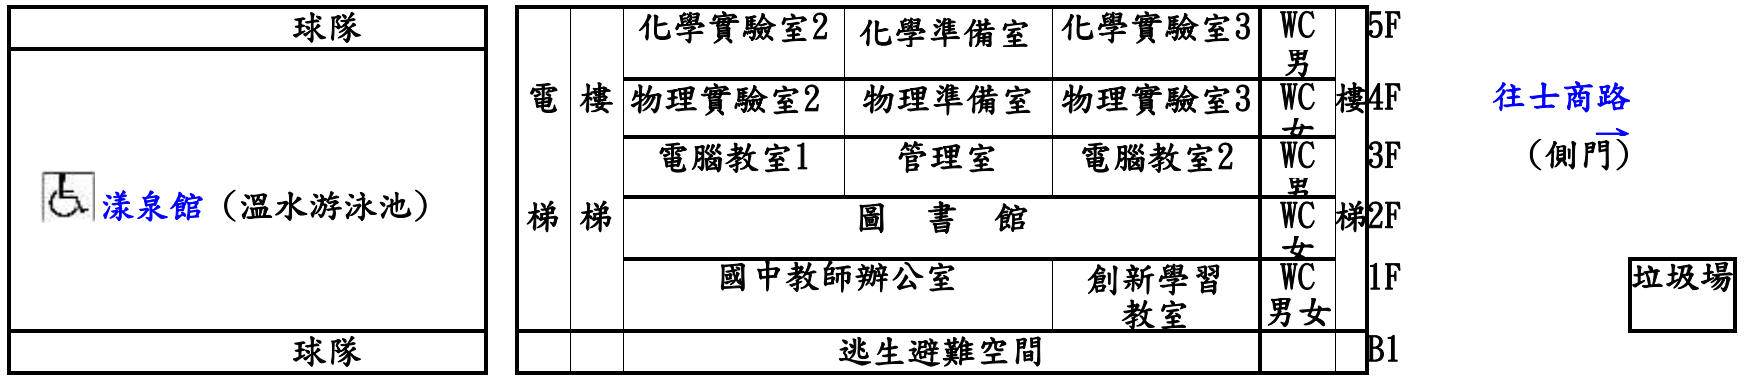 球隊
漾泉館（溫水游泳池）
球隊
電
梯
樓
梯
化學實驗室2 化學準備室 化學實驗室3 WC 5F
男
物理實驗室2 物理準備室 物理實驗室3 WC 4F
女
電腦教室1 管理室 電腦教室2 WC 3F
男
圖 書 館 WC 2F
女
國中教師辦公室 創新學習 WC 1F
教室 男女
逃生避難空間 B1
樓
梯
往士商路
→
（側門）
垃圾場